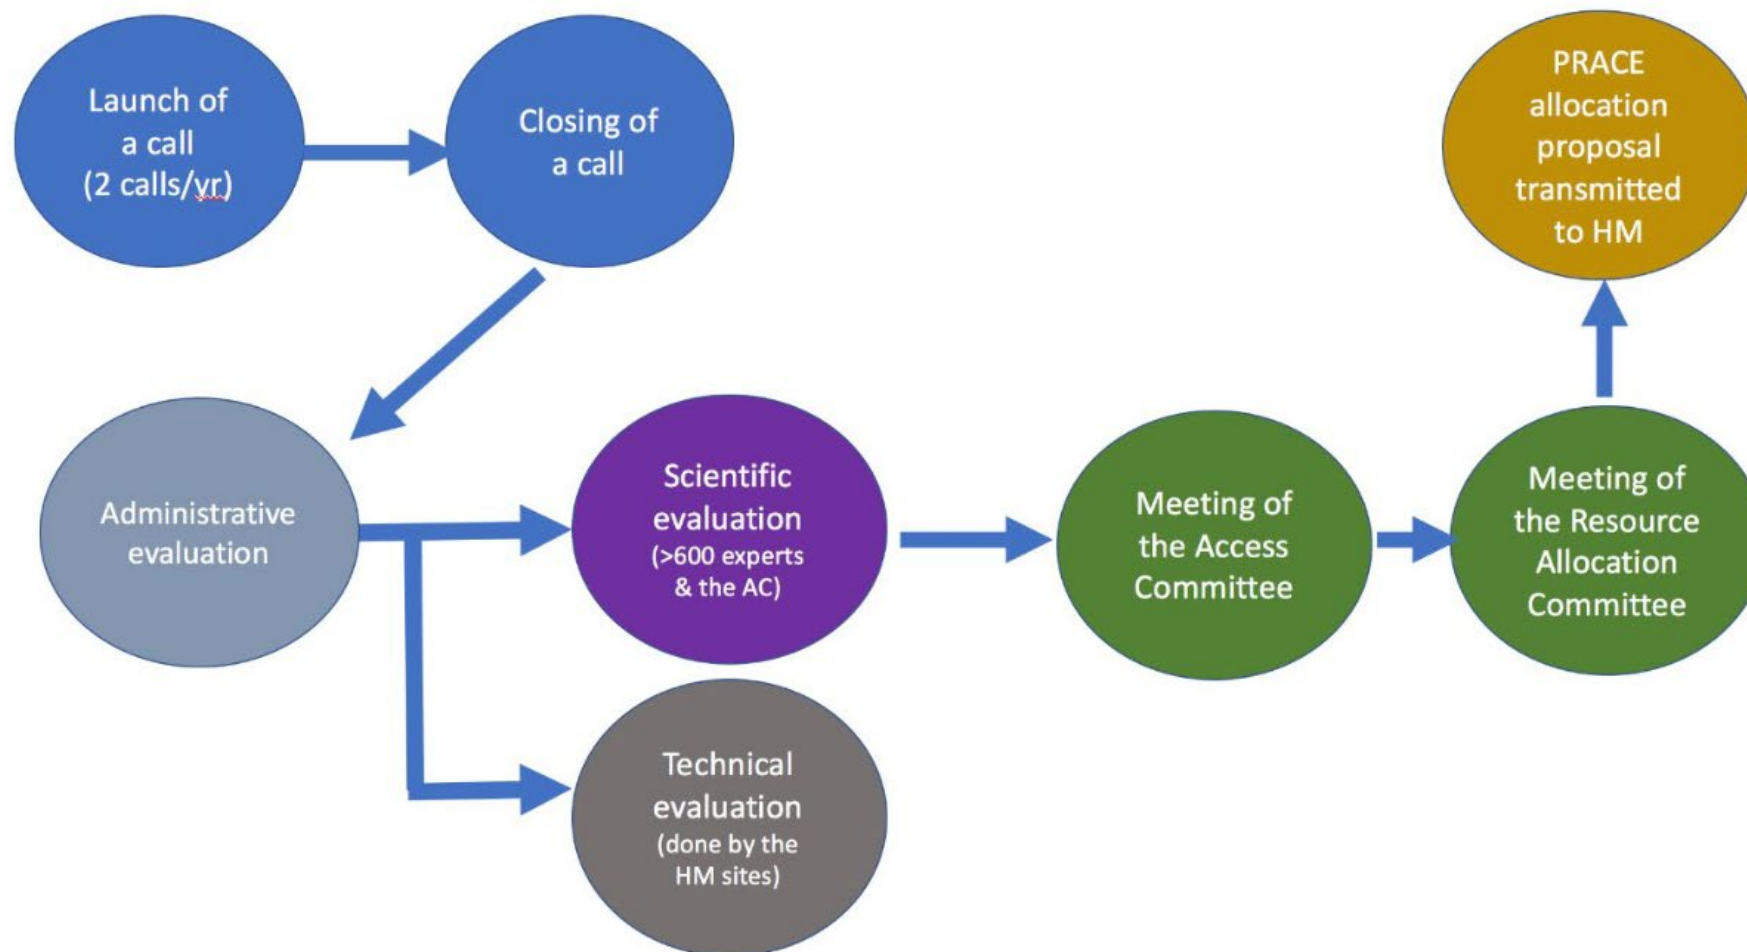 Launch of
a call
(2 calls/yr)
Closing of
a call
PRACE
allocation
proposal
transmitted
to HM
Administrative
evaluation
Scientific
evaluation
(>600 experts
& the AC)
Meeting of
the Access
Committee
Meeting of
the Resource
Allocation
Committee
Technical
evaluation
(done by the
HM sites)